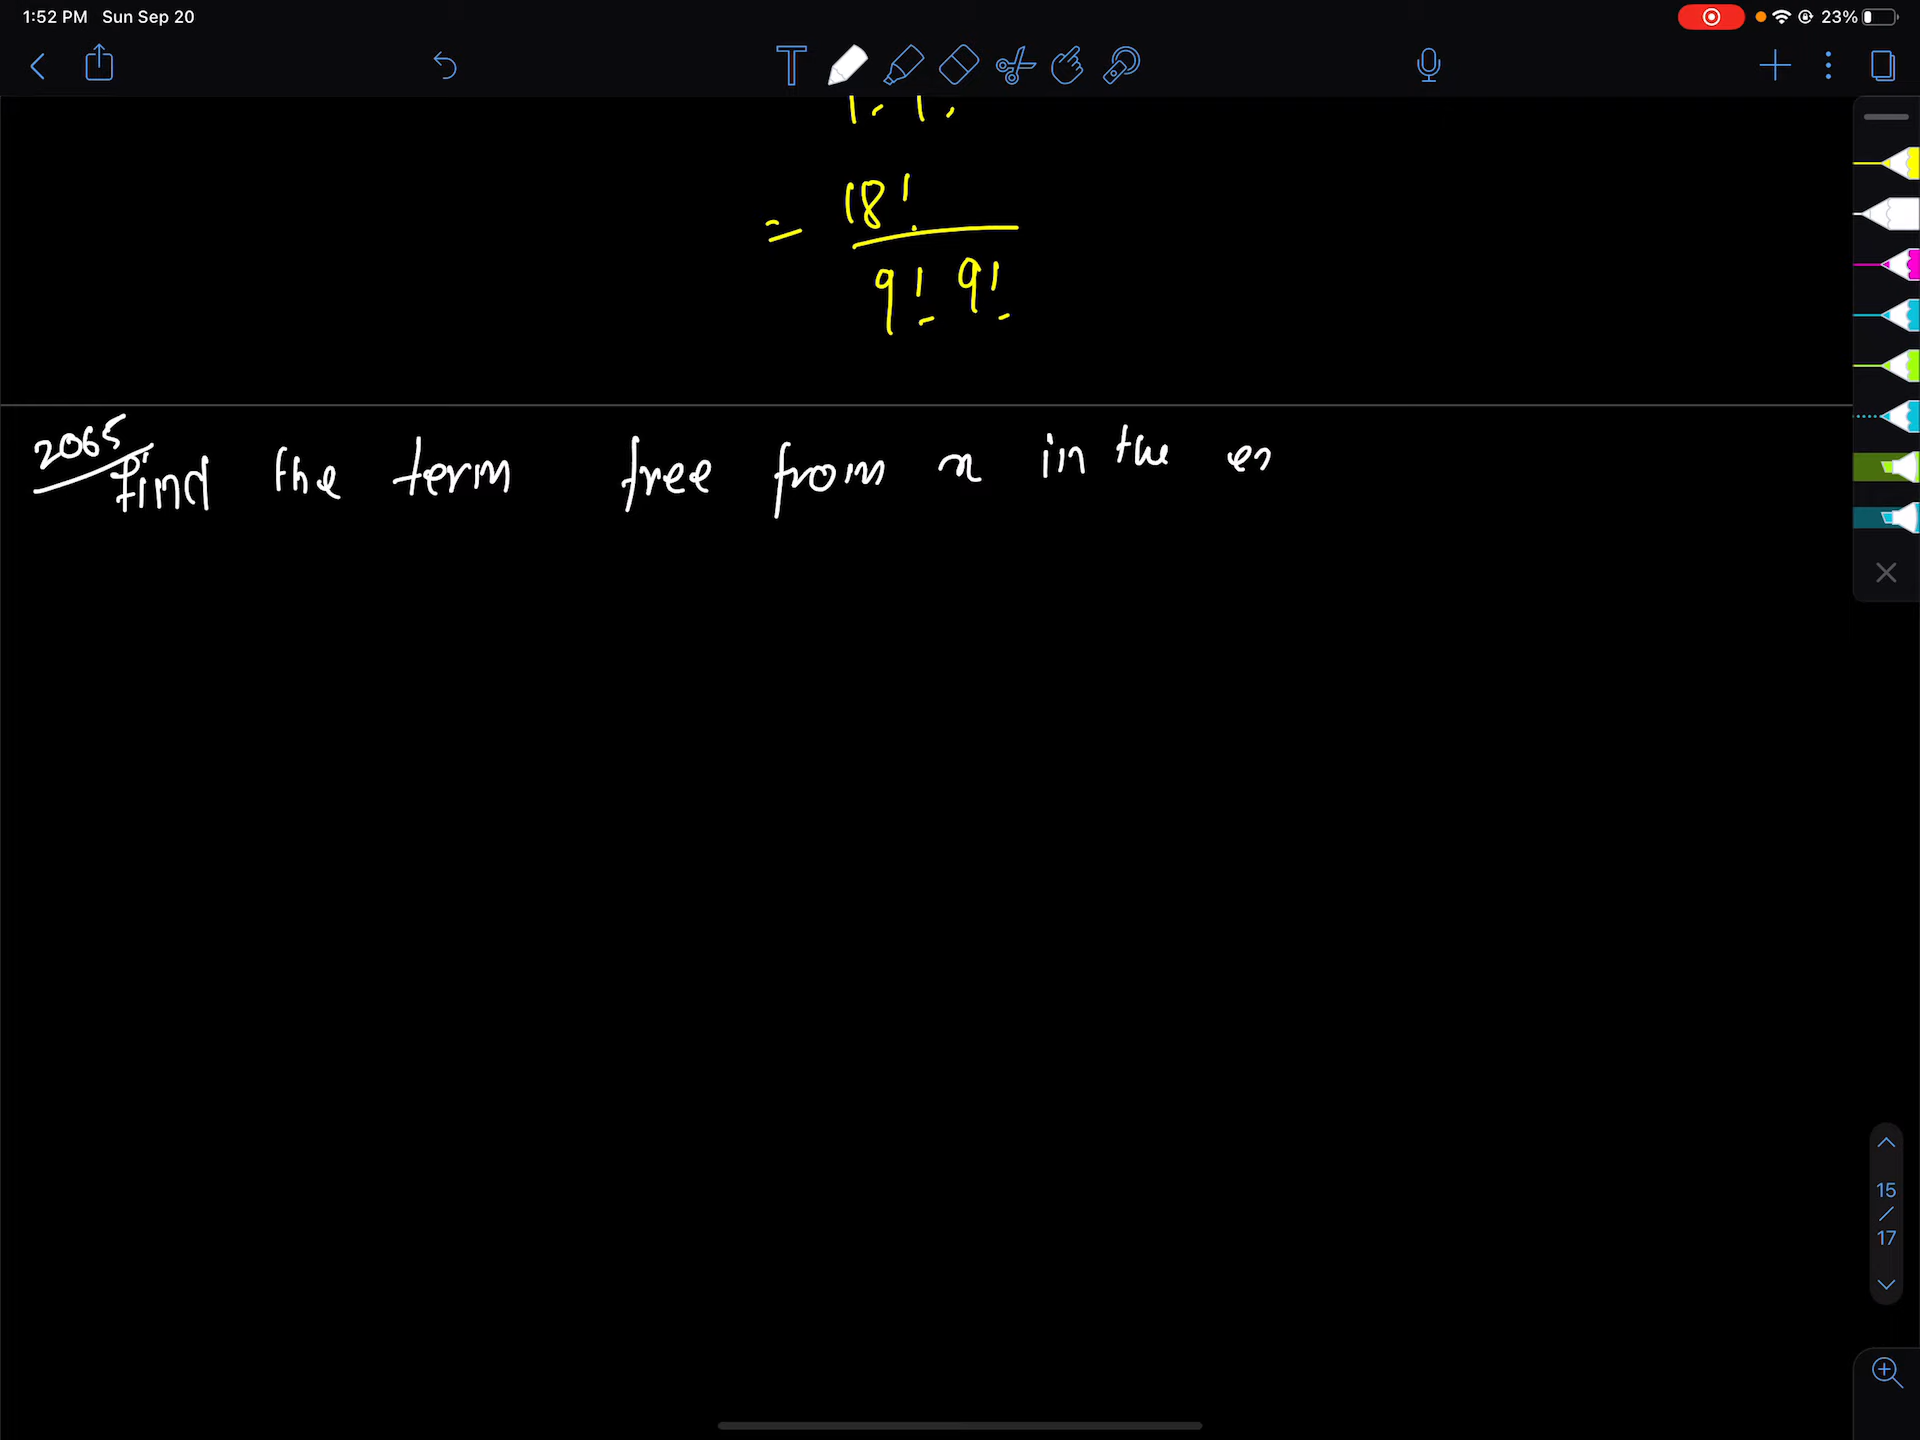 1:52 PM Sun Sep 20
23%
T
= 18!
9! 9!
2065
find the term free from x in the ex
15
/
17